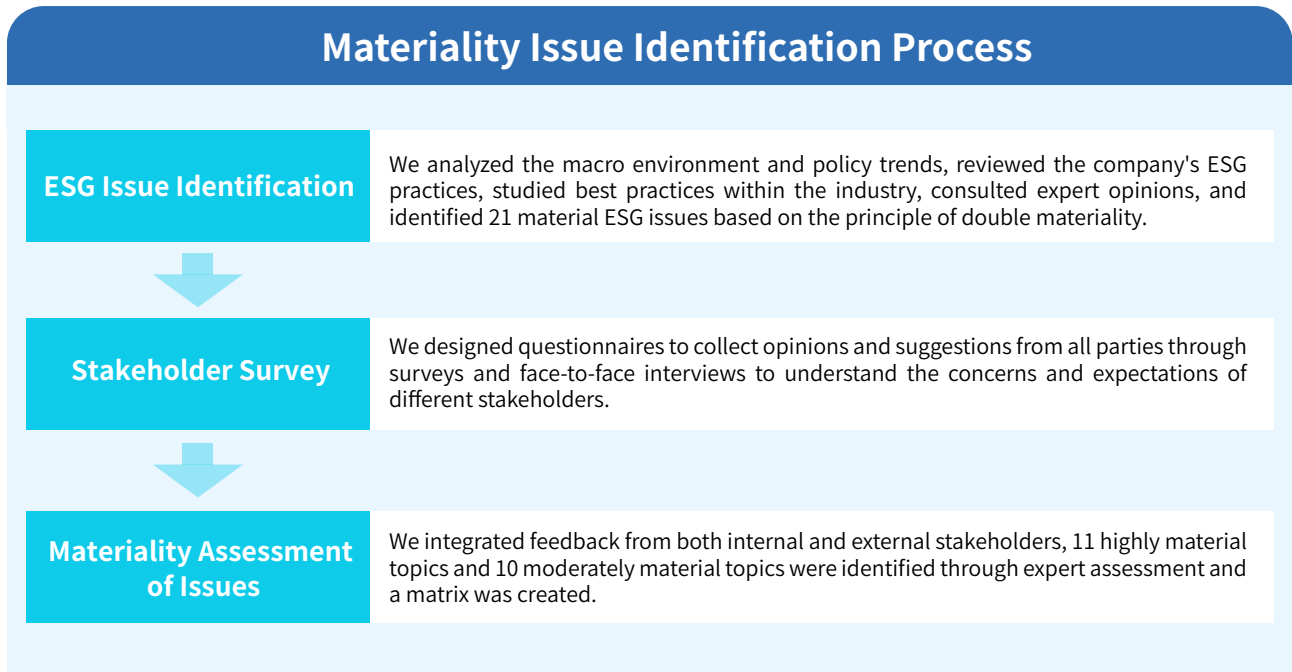 Materiality Issue Identification Process
ESG Issue Identification
We analyzed the macro environment and policy trends, reviewed the company's ESG
practices, studied best practices within the industry, consulted expert opinions, and
identified 21 material ESG issues based on the principle of double materiality.
Stakeholder Survey
We designed questionnaires to collect opinions and suggestions from all parties through
surveys and face-to-face interviews to understand the concerns and expectations of
different stakeholders.
Materiality Assessment
of Issues
We integrated feedback from both internal and external stakeholders, 11 highly material
topics and 10 moderately material topics were identified through expert assessment and
a matrix was created.